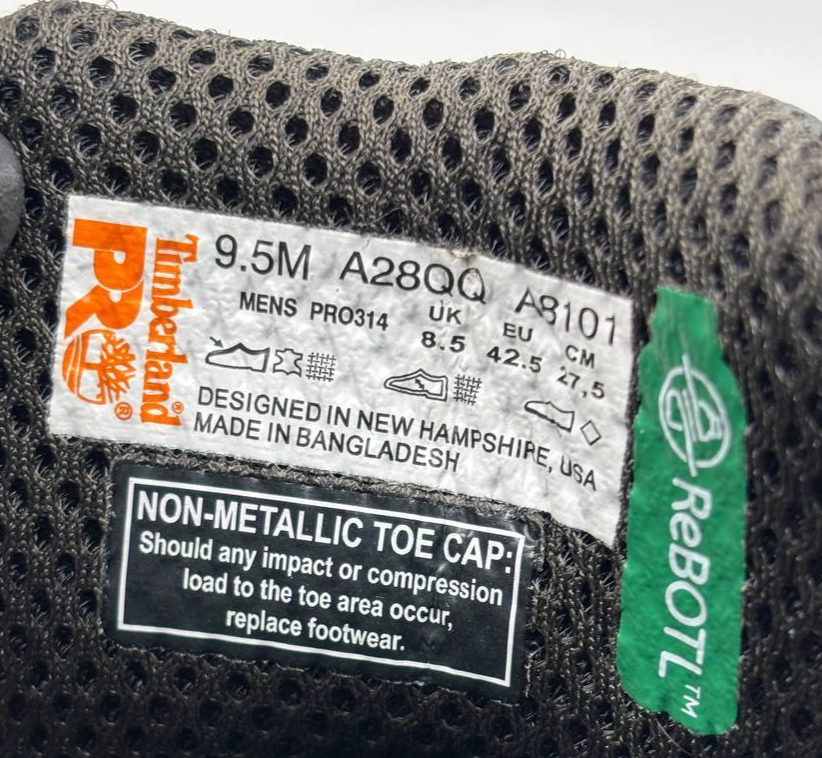 Timberland®
PRO®
9.5M A28QQ A8101
MENS PRO314 UK EU CM
8.5 42.5 27,5
DESIGNED IN NEW HAMPSHIRE, USA
MADE IN BANGLADESH
NON-METALLIC TOE CAP:
Should any impact or compression
load to the toe area occur,
replace footwear.
ReBOTL™